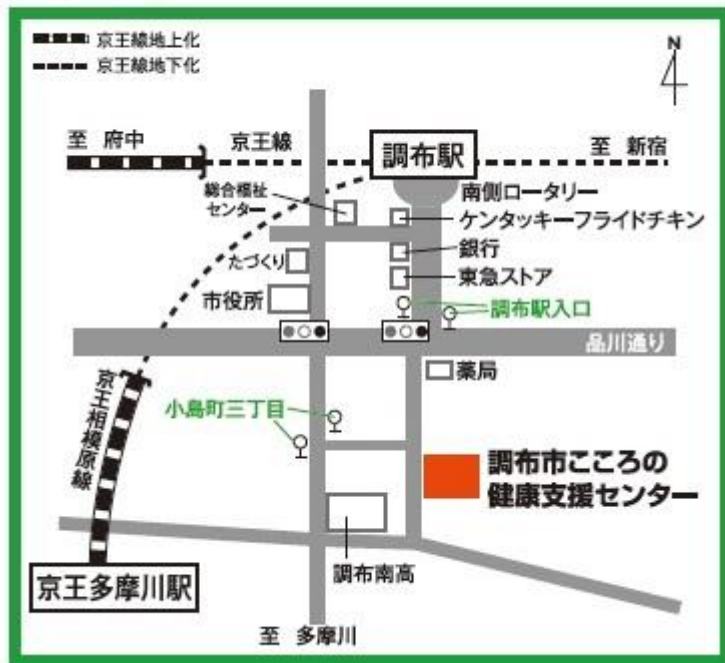 京王線地上化
京王線地下化
N
至 府中
京王線
調布駅
至 新宿
南側ロータリー
総合福祉
センター
ケンタッキーフライドチキン
銀行
たづくり
東急ストア
市役所
調布駅入口
品川通り
薬局
京王相模原線
小島町三丁目
調布市こころの
健康支援センター
調布南高
京王多摩川駅
至 多摩川